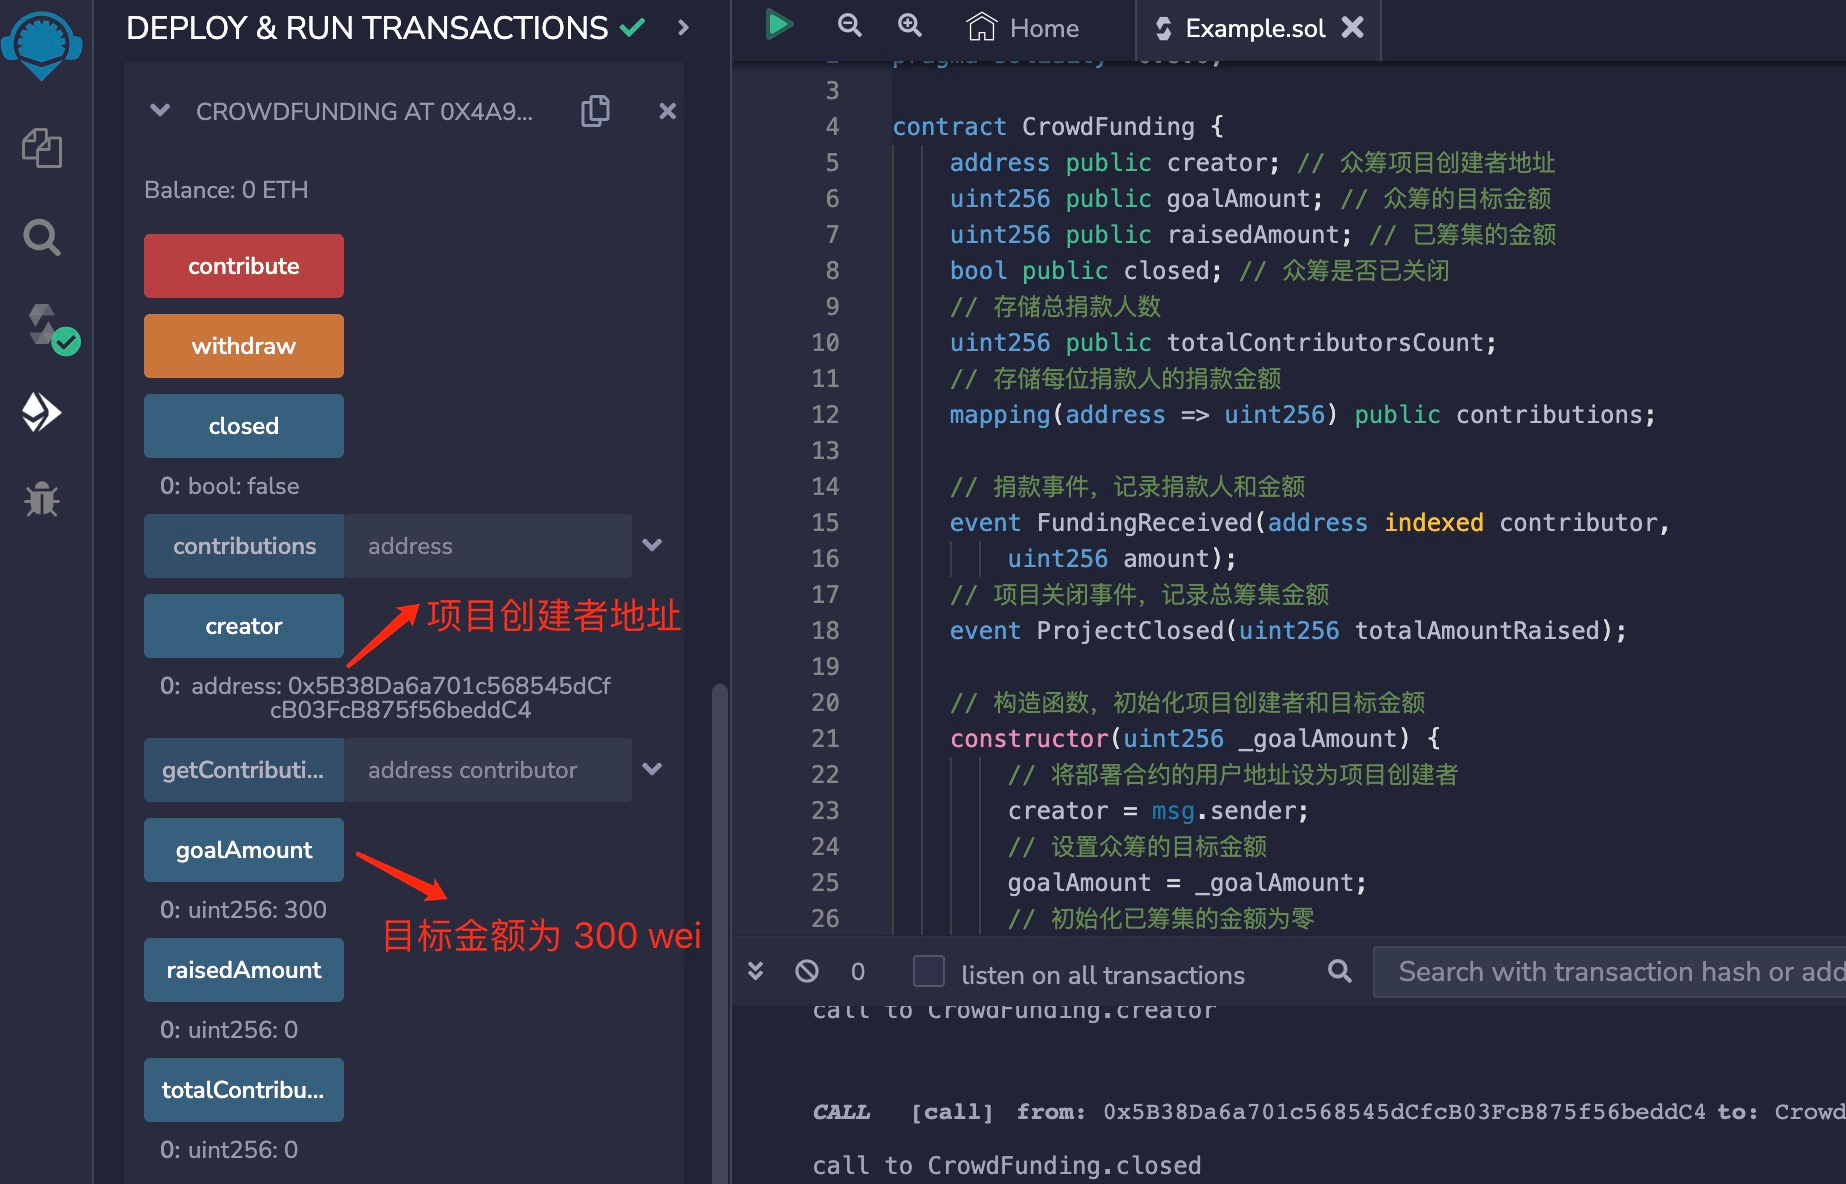 DEPLOY & RUN TRANSACTIONS
CROWDFUNDING AT 0X4A9...
Balance: 0 ETH
contribute
withdraw
closed
0: bool: false
contributions address
creator
项目创建者地址
0: address: 0x5B38Da6a701c568545dCf
cB03FcB875f56beddC4
getContributi... address contributor
goalAmount
0: uint256: 300
目标金额为 300 wei
raisedAmount
0: uint256: 0
totalContribu...
0: uint256: 0
Home
Example.sol
2 pragma solidity
3
4 contract CrowdFunding {
5 address public creator; // 众筹项目创建者地址
6 uint256 public goalAmount; // 众筹的目标金额
7 uint256 public raisedAmount; // 已筹集的金额
8 bool public closed; // 众筹是否已关闭
9 // 存储总捐款人数
10 uint256 public totalContributorsCount;
11 // 存储每位捐款人的捐款金额
12 mapping(address => uint256) public contributions;
13
14 // 捐款事件，记录捐款人和金额
15 event FundingReceived(address indexed contributor,
16 uint256 amount);
17 // 项目关闭事件，记录总筹集金额
18 event ProjectClosed(uint256 totalAmountRaised);
19
20 // 构造函数，初始化项目创建者和目标金额
21 constructor(uint256 _goalAmount) {
22 // 将部署合约的用户地址设为项目创建者
23 creator = msg.sender;
24 // 设置众筹的目标金额
25 goalAmount = _goalAmount;
26 // 初始化已筹集的金额为零
0 listen on all transactions Search with transaction hash or add
call to CrowdFunding.creator
CALL [call] from: 0x5B38Da6a701c568545dCfcB03FcB875f56beddC4 to: Crowd
call to CrowdFunding.closed